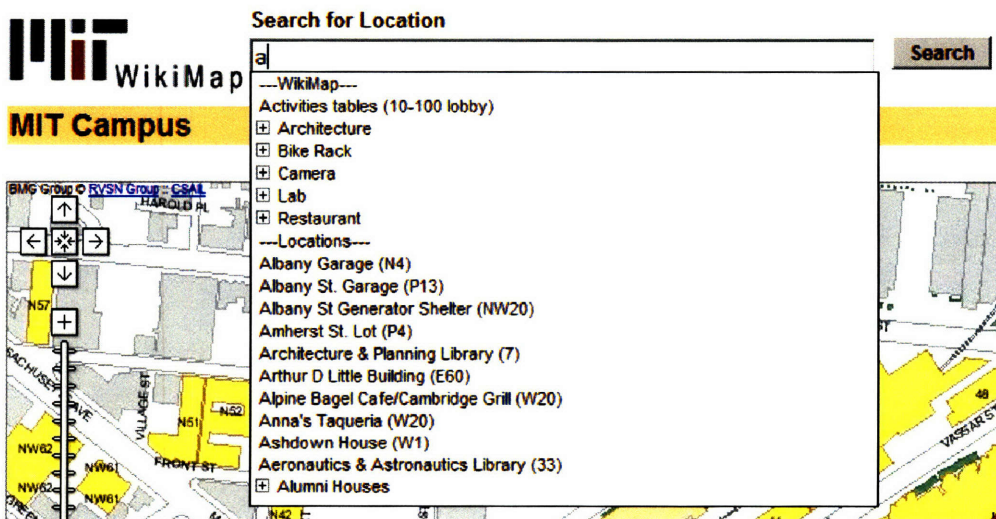 MIT WikiMap
Search for Location
a
Search
MIT Campus
---WikiMap---
Activities tables (10-100 lobby)
Architecture
Bike Rack
Camera
Lab
Restaurant
---Locations---
Albany Garage (N4)
Albany St. Garage (P13)
Albany St Generator Shelter (NW20)
Amherst St. Lot (P4)
Architecture & Planning Library (7)
Arthur D Little Building (E60)
Alpine Bagel Cafe/Cambridge Grill (W20)
Anna's Taqueria (W20)
Ashdown House (W1)
Aeronautics & Astronautics Library (33)
Alumni Houses
BMG Group © RVSN Group :: CSAIL
HAROLD PL
N57
VILLAGE ST
N51
N52
NW62
NW61
FRONT ST
NW62
NW61
N42
48
VASSAR ST